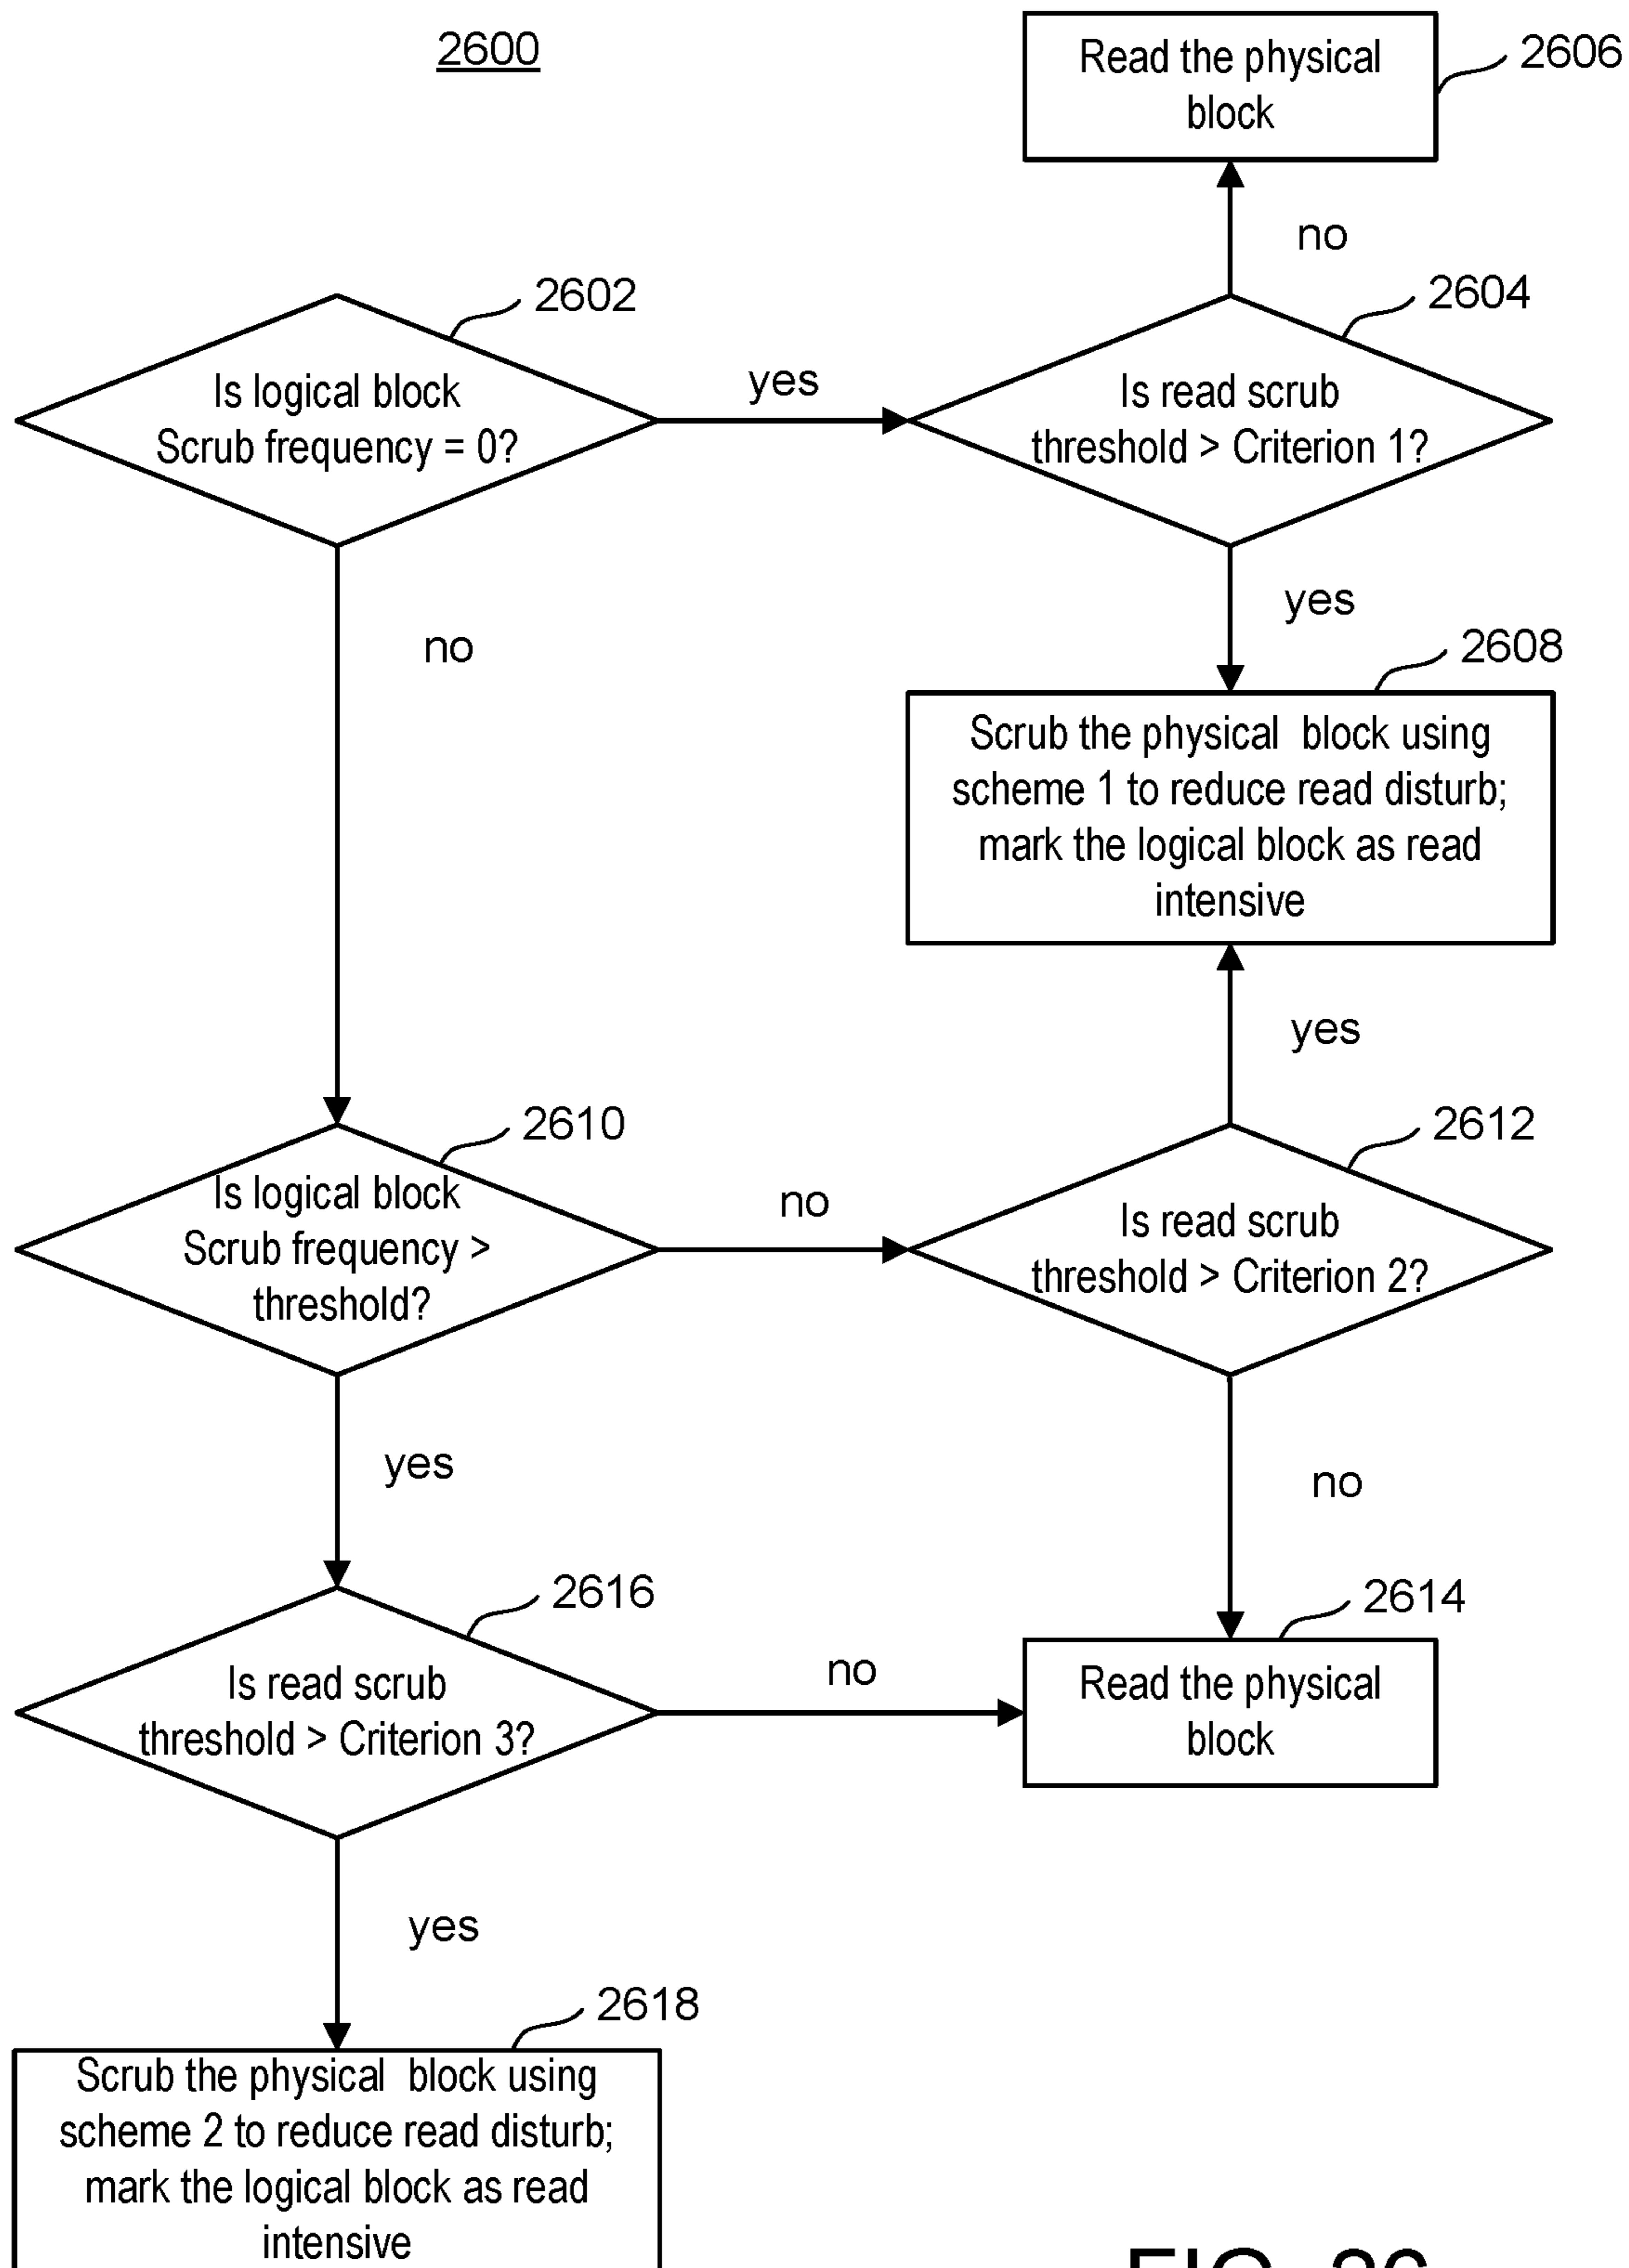 2600
Read the physical
block
2606
no
2602
2604
Is logical block
Scrub frequency = 0?
yes
Is read scrub
threshold > Criterion 1?
yes
no
2608
Scrub the physical block using
scheme 1 to reduce read disturb;
mark the logical block as read
intensive
yes
2610
2612
Is logical block
Scrub frequency >
threshold?
no
Is read scrub
threshold > Criterion 2?
yes
no
2616
2614
Is read scrub
threshold > Criterion 3?
no
Read the physical
block
yes
2618
Scrub the physical block using
scheme 2 to reduce read disturb;
mark the logical block as read
intensive